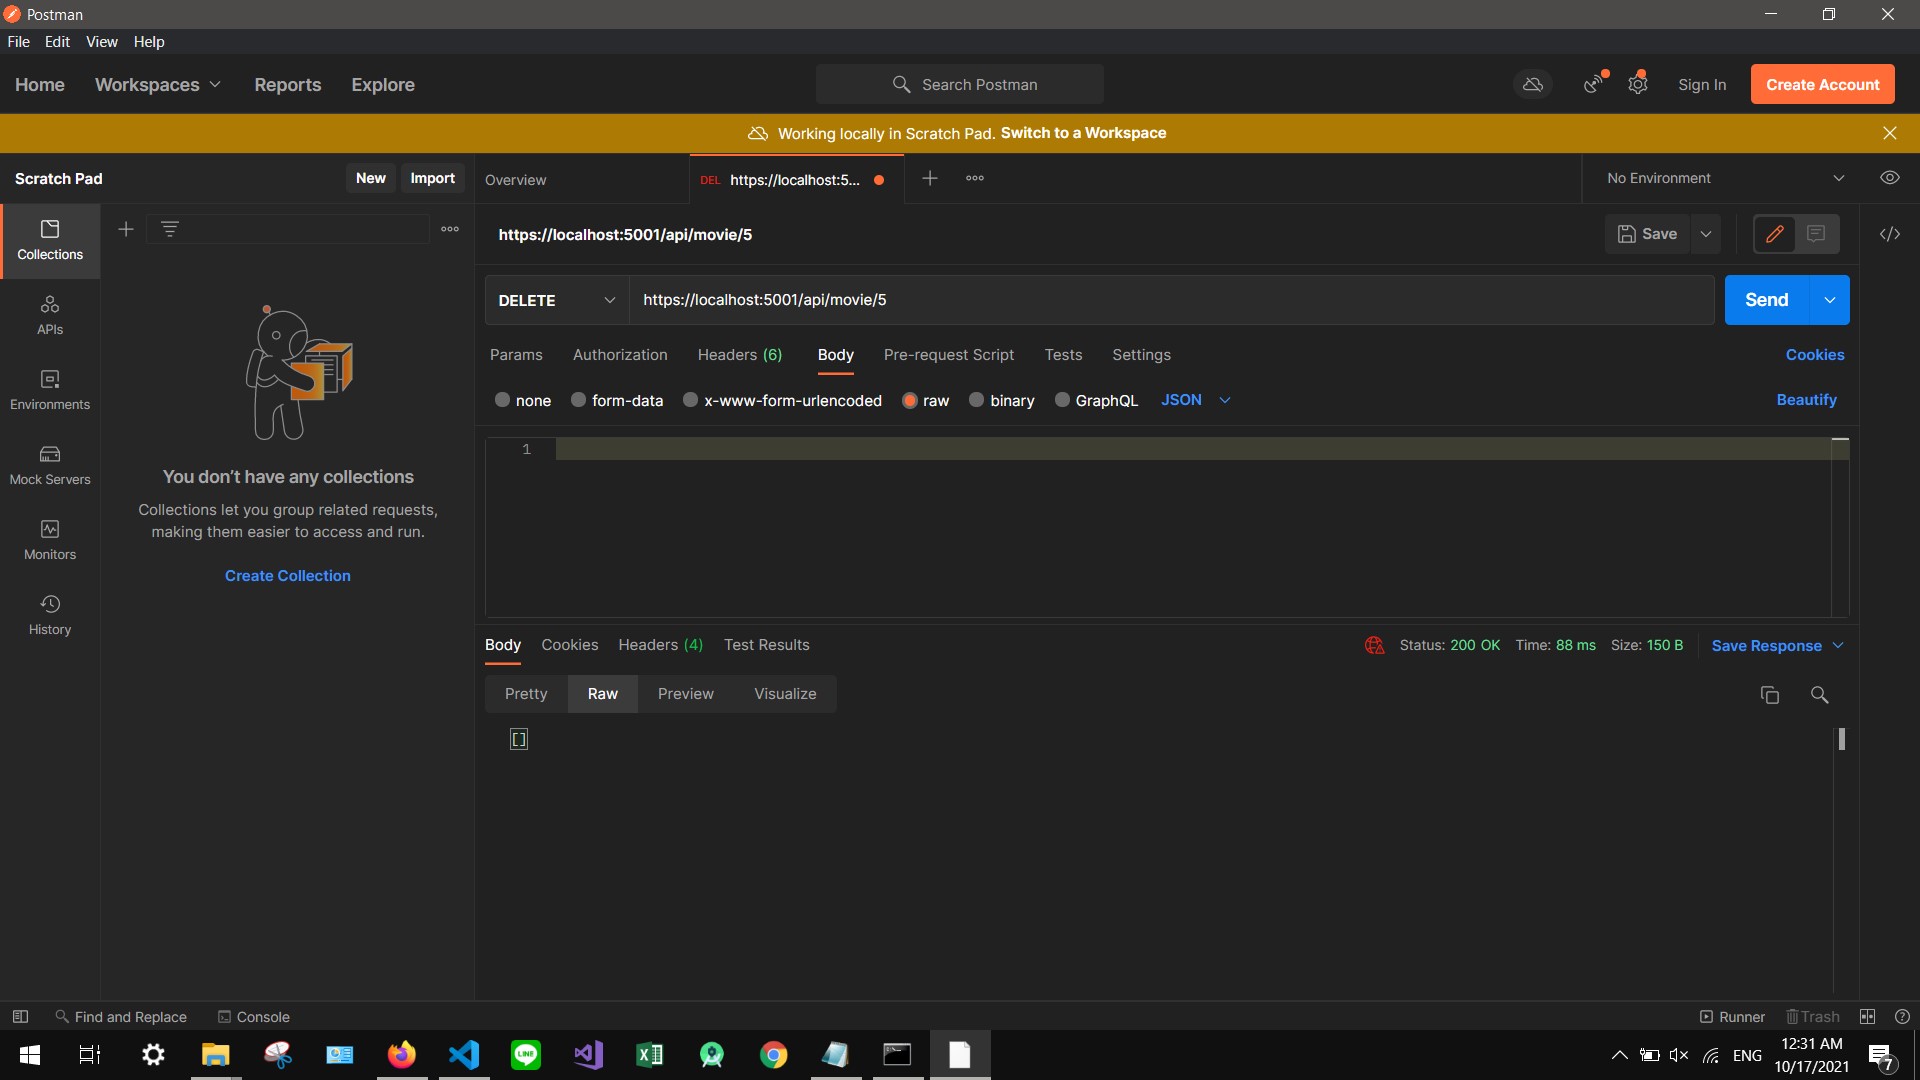 Postman
File Edit View Help
Home Workspaces Reports Explore Search Postman Sign In Create Account
Working locally in Scratch Pad. Switch to a Workspace
Scratch Pad New Import Overview DEL https://localhost:5... No Environment
Collections
https://localhost:5001/api/movie/5 Save
DELETE https://localhost:5001/api/movie/5 Send
APIs
Params Authorization Headers (6) Body Pre-request Script Tests Settings Cookies
Environments
none form-data x-www-form-urlencoded raw binary GraphQL JSON Beautify
1
Mock Servers
You don't have any collections
Collections let you group related requests,
making them easier to access and run.
Monitors
Create Collection
History
Body Cookies Headers (4) Test Results Status: 200 OK Time: 88 ms Size: 150 B Save Response
Pretty Raw Preview Visualize
[]
Find and Replace Console Runner Trash
LINE
ENG
12:31 AM
10/17/2021
7